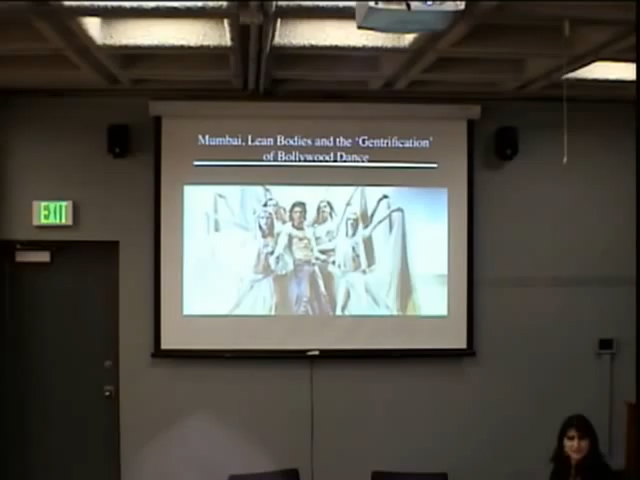 Mumbai, Lean Bodies and the 'Gentrification'
of Bollywood Dance
EXIT